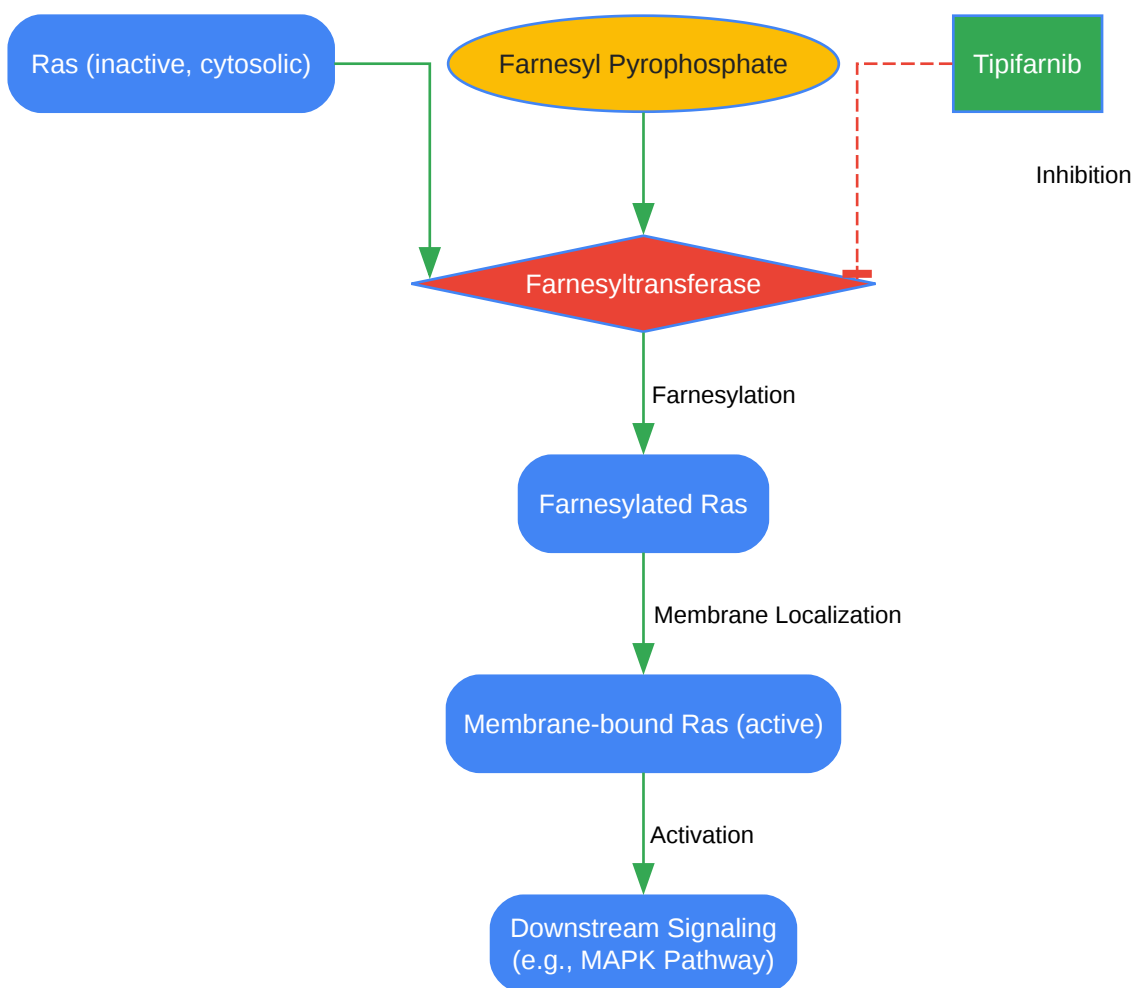 Ras (inactive, cytosolic)
Farnesyl Pyrophosphate
Tipifarnib
Inhibition
Farnesyltransferase
Farnesylation
Farnesylated Ras
Membrane Localization
Membrane-bound Ras (active)
Activation
Downstream Signaling
(e.g., MAPK Pathway)